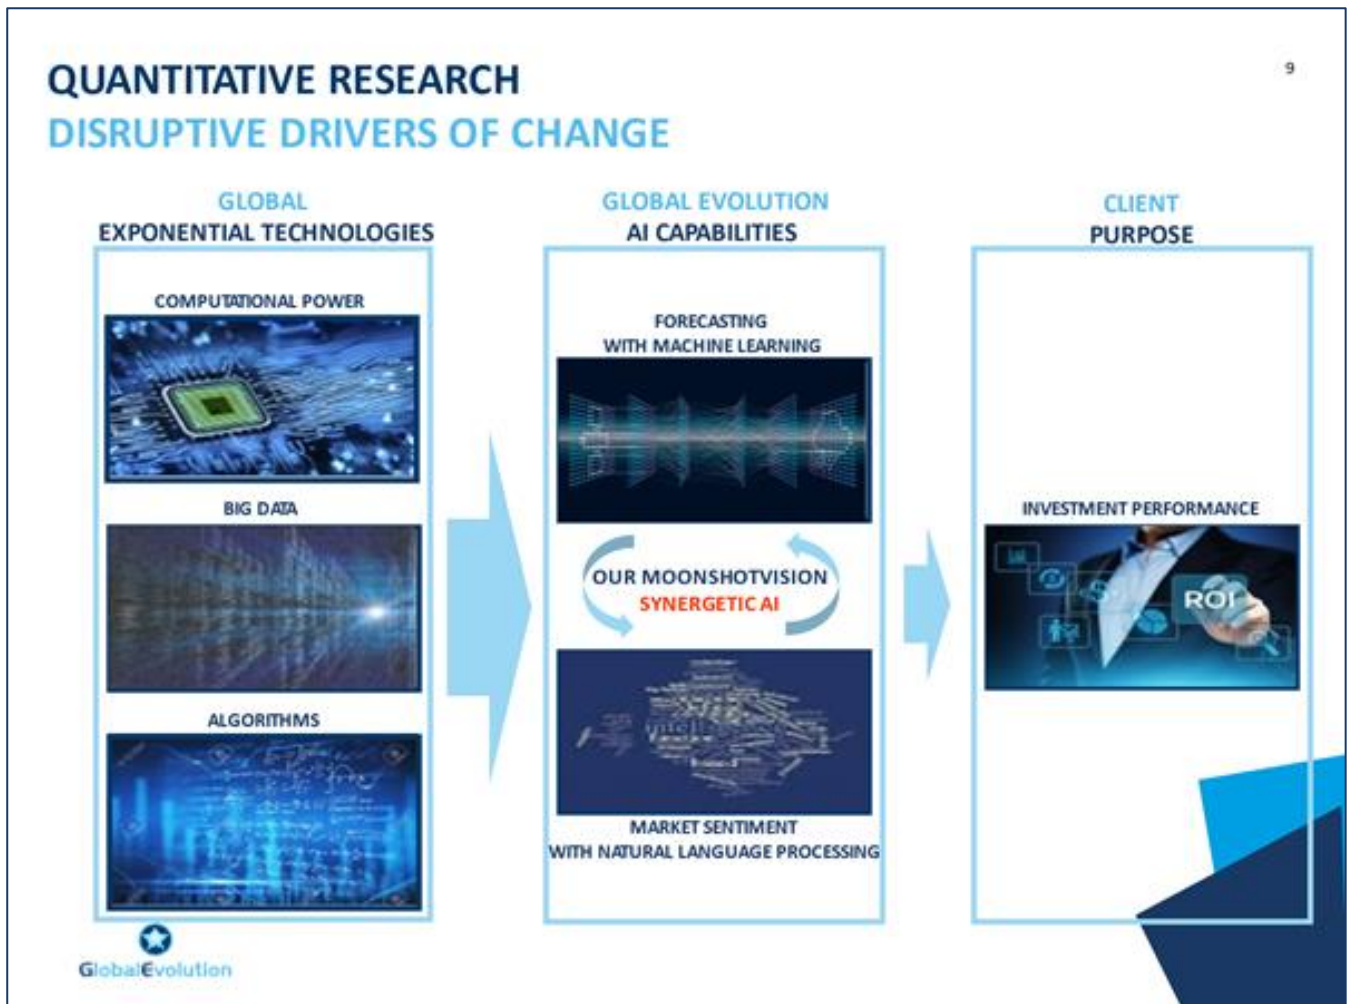 QUANTITATIVE RESEARCH
9
DISRUPTIVE DRIVERS OF CHANGE
GLOBAL
EXPONENTIAL TECHNOLOGIES
COMPUTATIONAL POWER
BIG DATA
ALGORITHMS
GLOBAL EVOLUTION
AI CAPABILITIES
FORECASTING
WITH MACHINE LEARNING
OUR MOONSHOTVISION
SYNERGETIC AI
MARKET SENTIMENT
WITH NATURAL LANGUAGE PROCESSING
CLIENT
PURPOSE
INVESTMENT PERFORMANCE
ROI
GlobalEvolution